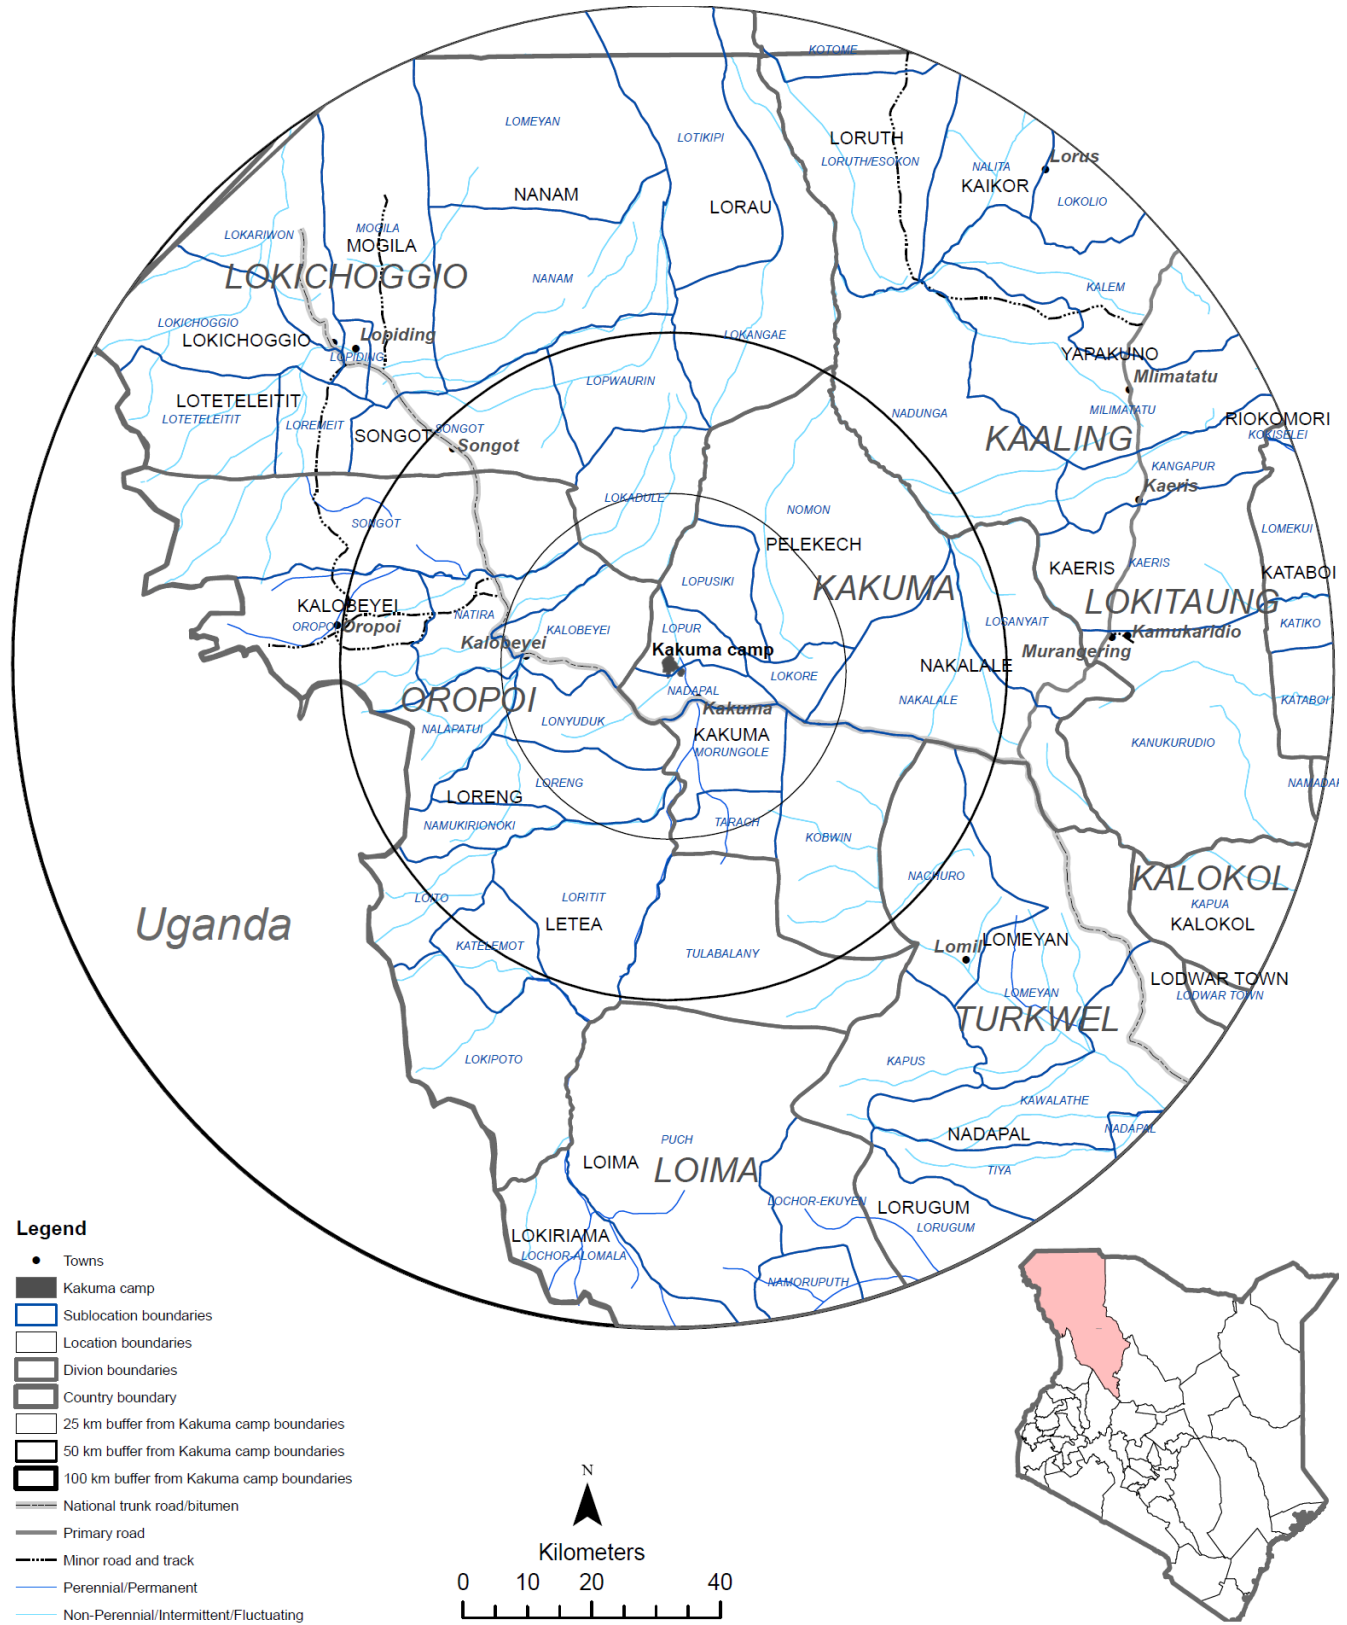 KOTOME
LOMEYAN
LOTIKIPI
LORUTH
LORUTH/ESOKON
Lorus
NALITA
KAIKOR
LOKOLIO
NANAM
LORAU
LOKARIWON
MOGILA
MOGILA
LOKICHOGGIO
NANAM
KALEM
LOKICHOGGIO
LOKICHOGGIO
Lopiding
LOPIDING
LOKANGAE
YAPAKUNO
Mlimatatu
LOPWAURIN
LOTETELEITIT
LOTETELEITIT
LOREMEIT
SONGOT
SONGOT
Songot
NADUNGA
MILIMATATU
RIOKOMORI
KOKISELEI
KAALING
KANGAPUR
Kaeris
LOKADULE
NOMON
SONGOT
LOMEKUI
PELEKECH
KAERIS
KAERIS
KATABOI
LOPUSIKI
KAKUMA
LOKITAUNG
KALOBEYEI
OROPOI
Oropoi
NATIRA
KALOBEYEI
Kalobeyei
LOPUR
LOSANYAIT
KATIKO
Kamukaridio
Murangering
Kakuma camp
NAKALALE
LOKORE
NADAPAL
OROPOI
Kakuma
NAKALALE
KATABOI
NALAPATUI
LONYUDUK
KAKUMA
MORUNGOLE
KANUKURUDIO
LORENG
LORENG
NAMUKIRIONOKI
TARACH
KOBWIN
KALOKOL
KAPUA
KALOKOL
NACHURO
LOITO
LORITIT
LETEA
Uganda
KATELEMOT
TULABALANY
Lomil
LOMEYAN
LODWAR TOWN
LODWAR TOWN
LOMEYAN
TURKWEL
LOKIPOTO
KAPUS
KAWALATHE
NADAPAL
NADAPAL
PUCH
LOIMA
LOIMA
TIYA
LOCHOR-EKUYEN
LORUGUM
LORUGUM
LOKIRIAMA
LOCHOR-ALOMALA
NAMORUPUTH
Legend
Towns
Kakuma camp
Sublocation boundaries
Location boundaries
Divion boundaries
Country boundary
25 km buffer from Kakuma camp boundaries
50 km buffer from Kakuma camp boundaries
100 km buffer from Kakuma camp boundaries
National trunk road/bitumen
Primary road
Minor road and track
Perennial/Permanent
Non-Perennial/Intermittent/Fluctuating
N
Kilometers
0 10 20 40